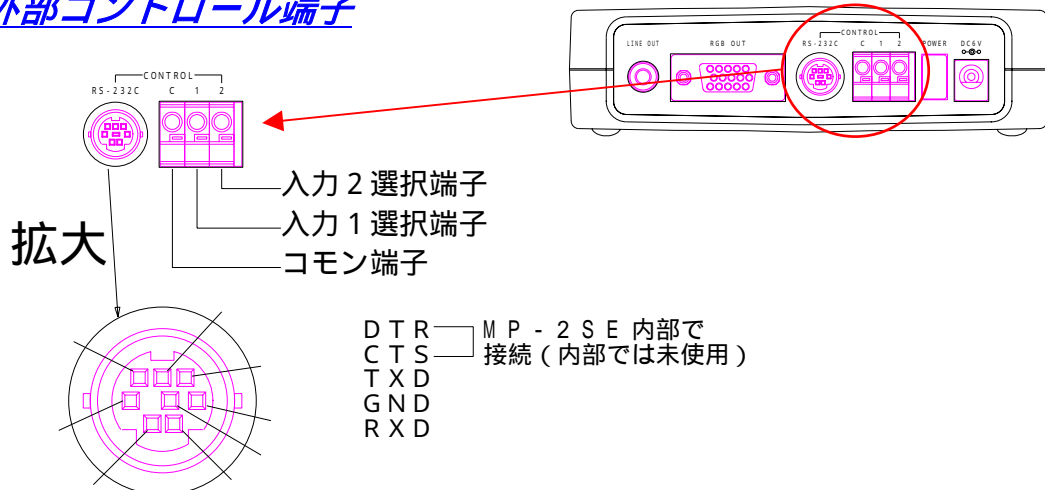 外部コントロール端子
LINE OUT
RGB OUT
CONTROL
RS-232C C 1 2
POWER
DC6V
CONTROL
RS-232C C 1 2
入力２選択端子
入力１選択端子
コモン端子
拡大
ＤＴＲ ＭＰ－２ＳＥ内部で
ＣＴＳ 接続（内部では未使用）
ＴＸＤ
ＧＮＤ
ＲＸＤ